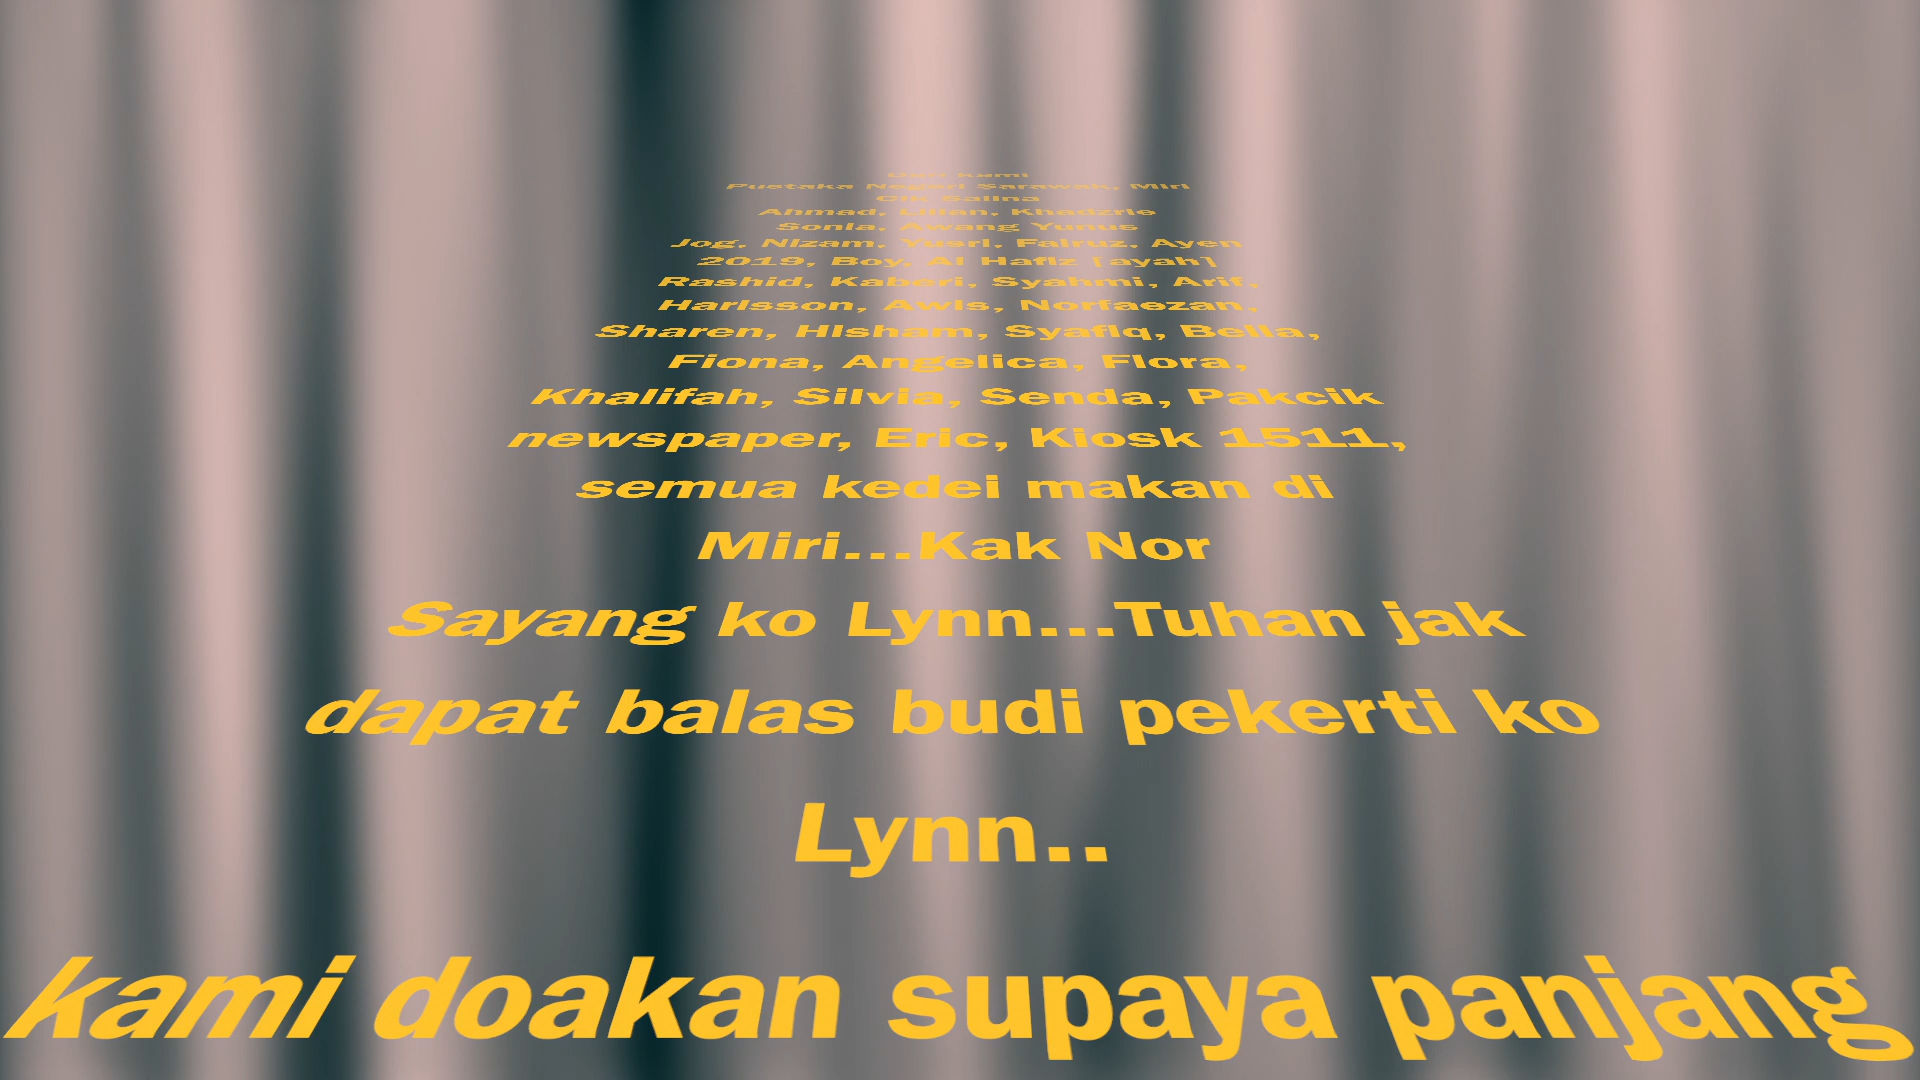 Dari kami
Pustaka Negeri Sarawak, Miri
Cik Salina
Ahmad, Lilian, Khadzrie
Sonia, Awang Yunus
Jog, Nizam, Yusri, Fairuz, Ayen
2019, Boy, Al Hafiz [ayah]
Rashid, Kaberi, Syahmi, Arif,
Harisson, Awis, Norfaezan,
Sharen, Hisham, Syafiq, Bella,
Fiona, Angelica, Flora,
Khalifah, Silvia, Senda, Pakcik
newspaper, Eric, Kiosk 1511,
semua kedei makan di
Miri...Kak Nor
Sayang ko Lynn...Tuhan jak
dapat balas budi pekerti ko
Lynn..
kami doakan supaya panjang